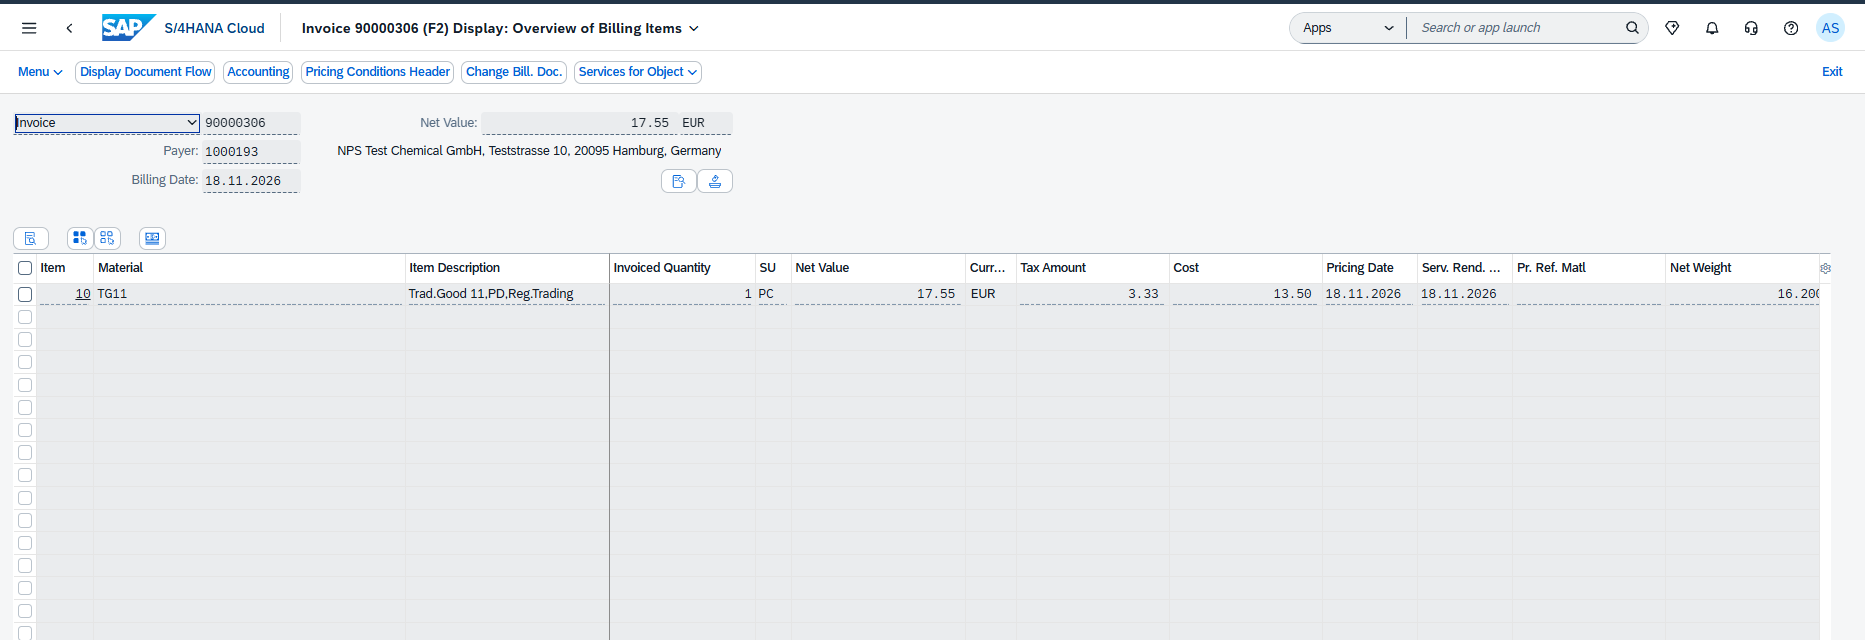 SAP S/4HANA Cloud Invoice 90000306 (F2) Display: Overview of Billing Items Apps Search or app launch AS
Menu Display Document Flow Accounting Pricing Conditions Header Change Bill. Doc. Services for Object Exit
Invoice 90000306 Net Value: 17.55 EUR
Payer: 1000193 NPS Test Chemical GmbH, Teststrasse 10, 20095 Hamburg, Germany
Billing Date: 18.11.2026
Item Material Item Description Invoiced Quantity SU Net Value Curr... Tax Amount Cost Pricing Date Serv. Rend. ... Pr. Ref. Matl Net Weight
10 TG11 Trad.Good 11,PD,Reg.Trading 1 PC 17.55 EUR 3.33 13.50 18.11.2026 18.11.2026 16.200